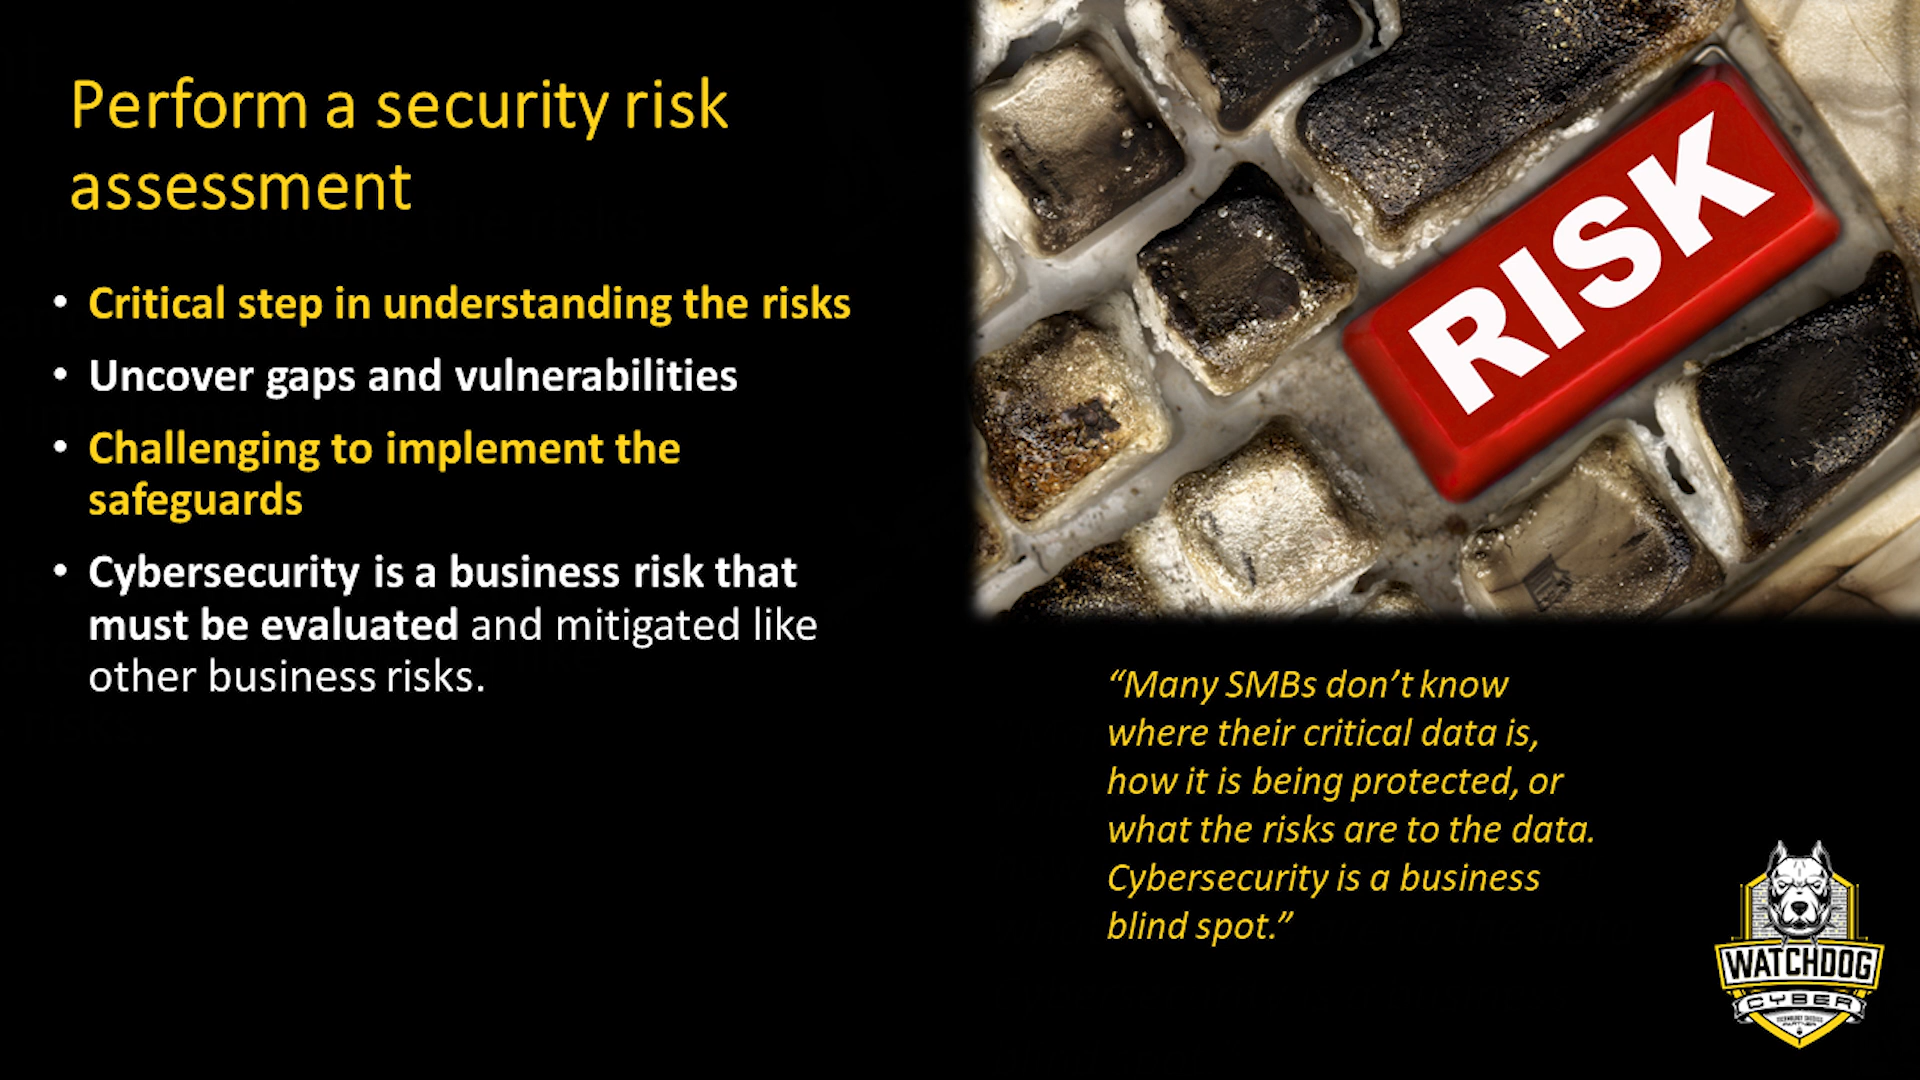 Perform a security risk
assessment
• Critical step in understanding the risks
• Uncover gaps and vulnerabilities
• Challenging to implement the
safeguards
• Cybersecurity is a business risk that
must be evaluated and mitigated like
other business risks.
RISK
“Many SMBs don’t know
where their critical data is,
how it is being protected, or
what the risks are to the data.
Cybersecurity is a business
blind spot.”
WATCHDOG
CYBER
PARTNER